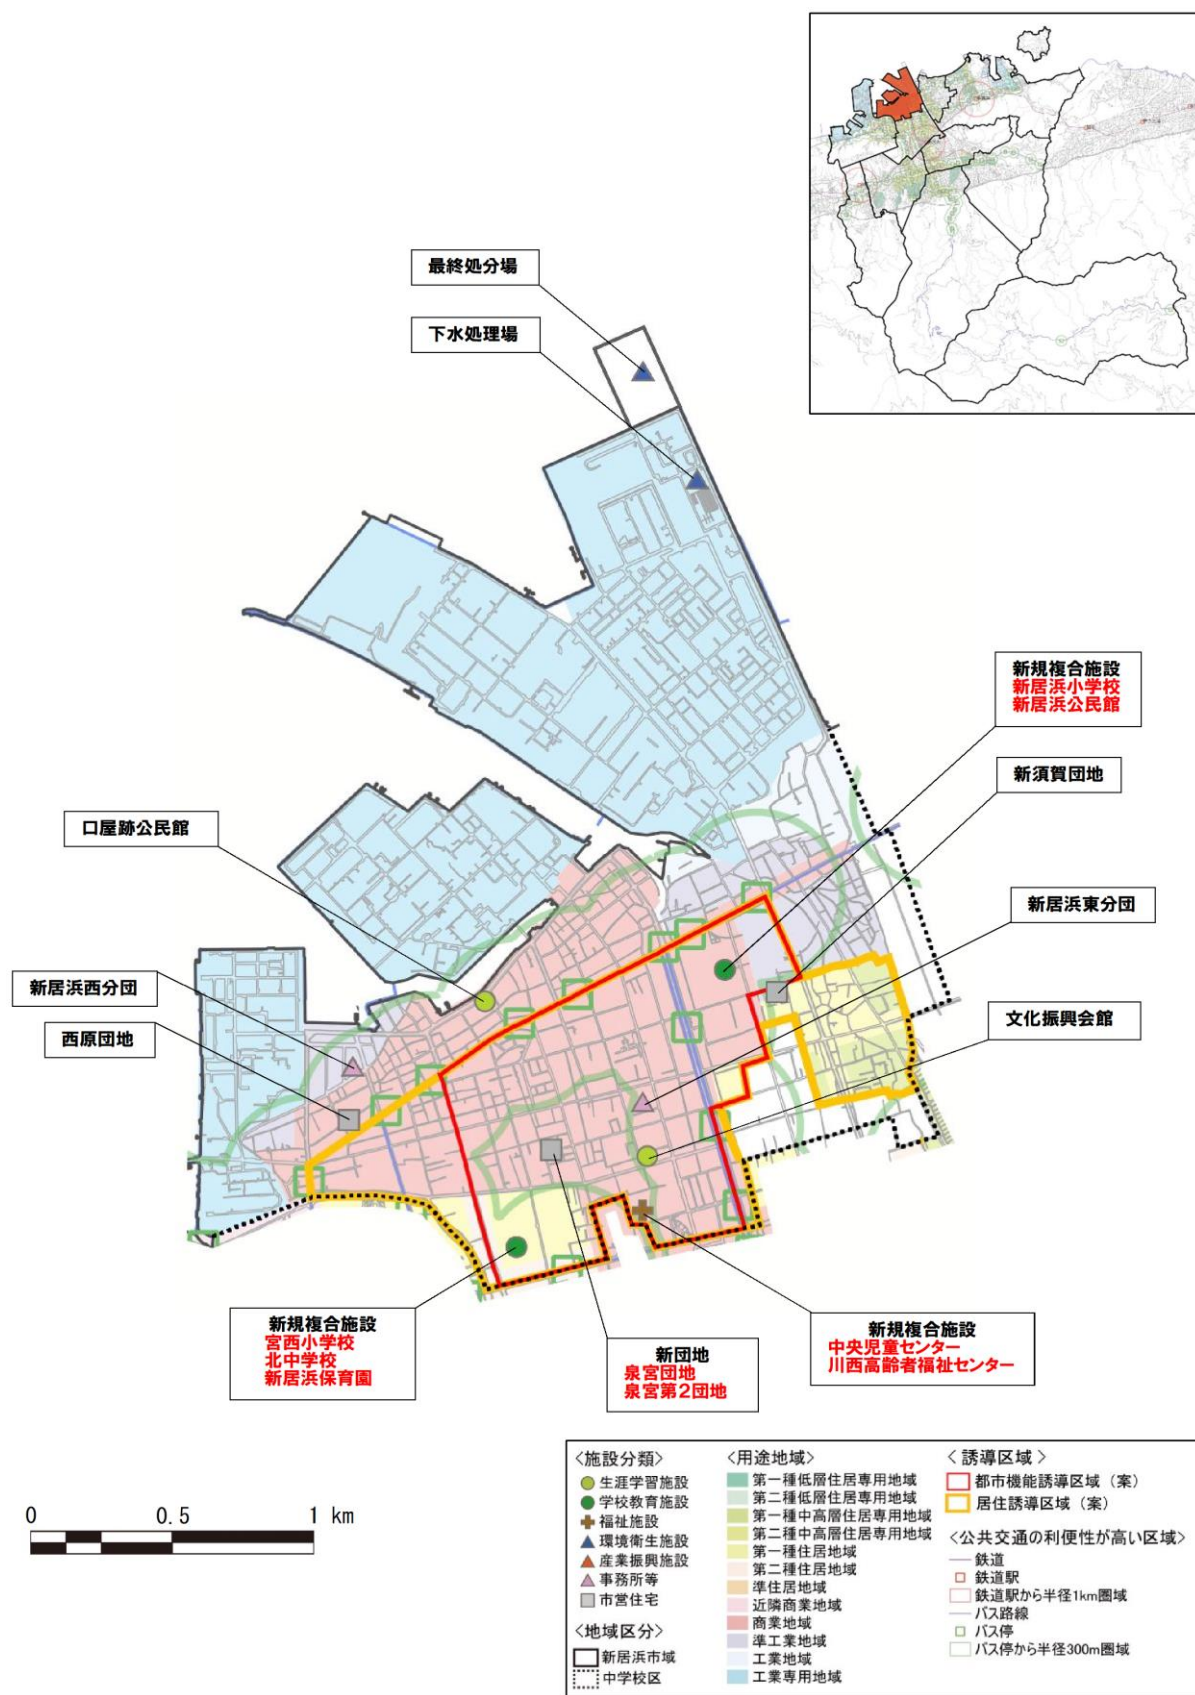 最終処分場
下水処理場
新規複合施設
新居浜小学校
新居浜公民館
新須賀団地
口屋跡公民館
新居浜東分団
新居浜西分団
文化振興会館
西原団地
新規複合施設
宮西小学校
北中学校
新居浜保育園
新団地
泉宮団地
泉宮第2団地
新規複合施設
中央児童センター
川西高齢者福祉センター
0 0.5 1 km
<施設分類>
生涯学習施設
学校教育施設
福祉施設
環境衛生施設
産業振興施設
事務所等
市営住宅
<地域区分>
新居浜市域
中学校区
<用途地域>
第一種低層住居専用地域
第二種低層住居専用地域
第一種中高層住居専用地域
第二種中高層住居専用地域
第一種住居地域
第二種住居地域
準住居地域
近隣商業地域
商業地域
準工業地域
工業地域
工業専用地域
<誘導区域>
都市機能誘導区域(案)
居住誘導区域(案)
<公共交通の利便性が高い区域>
鉄道
鉄道駅
鉄道駅から半径1km圏域
バス路線
バス停
バス停から半径300m圏域